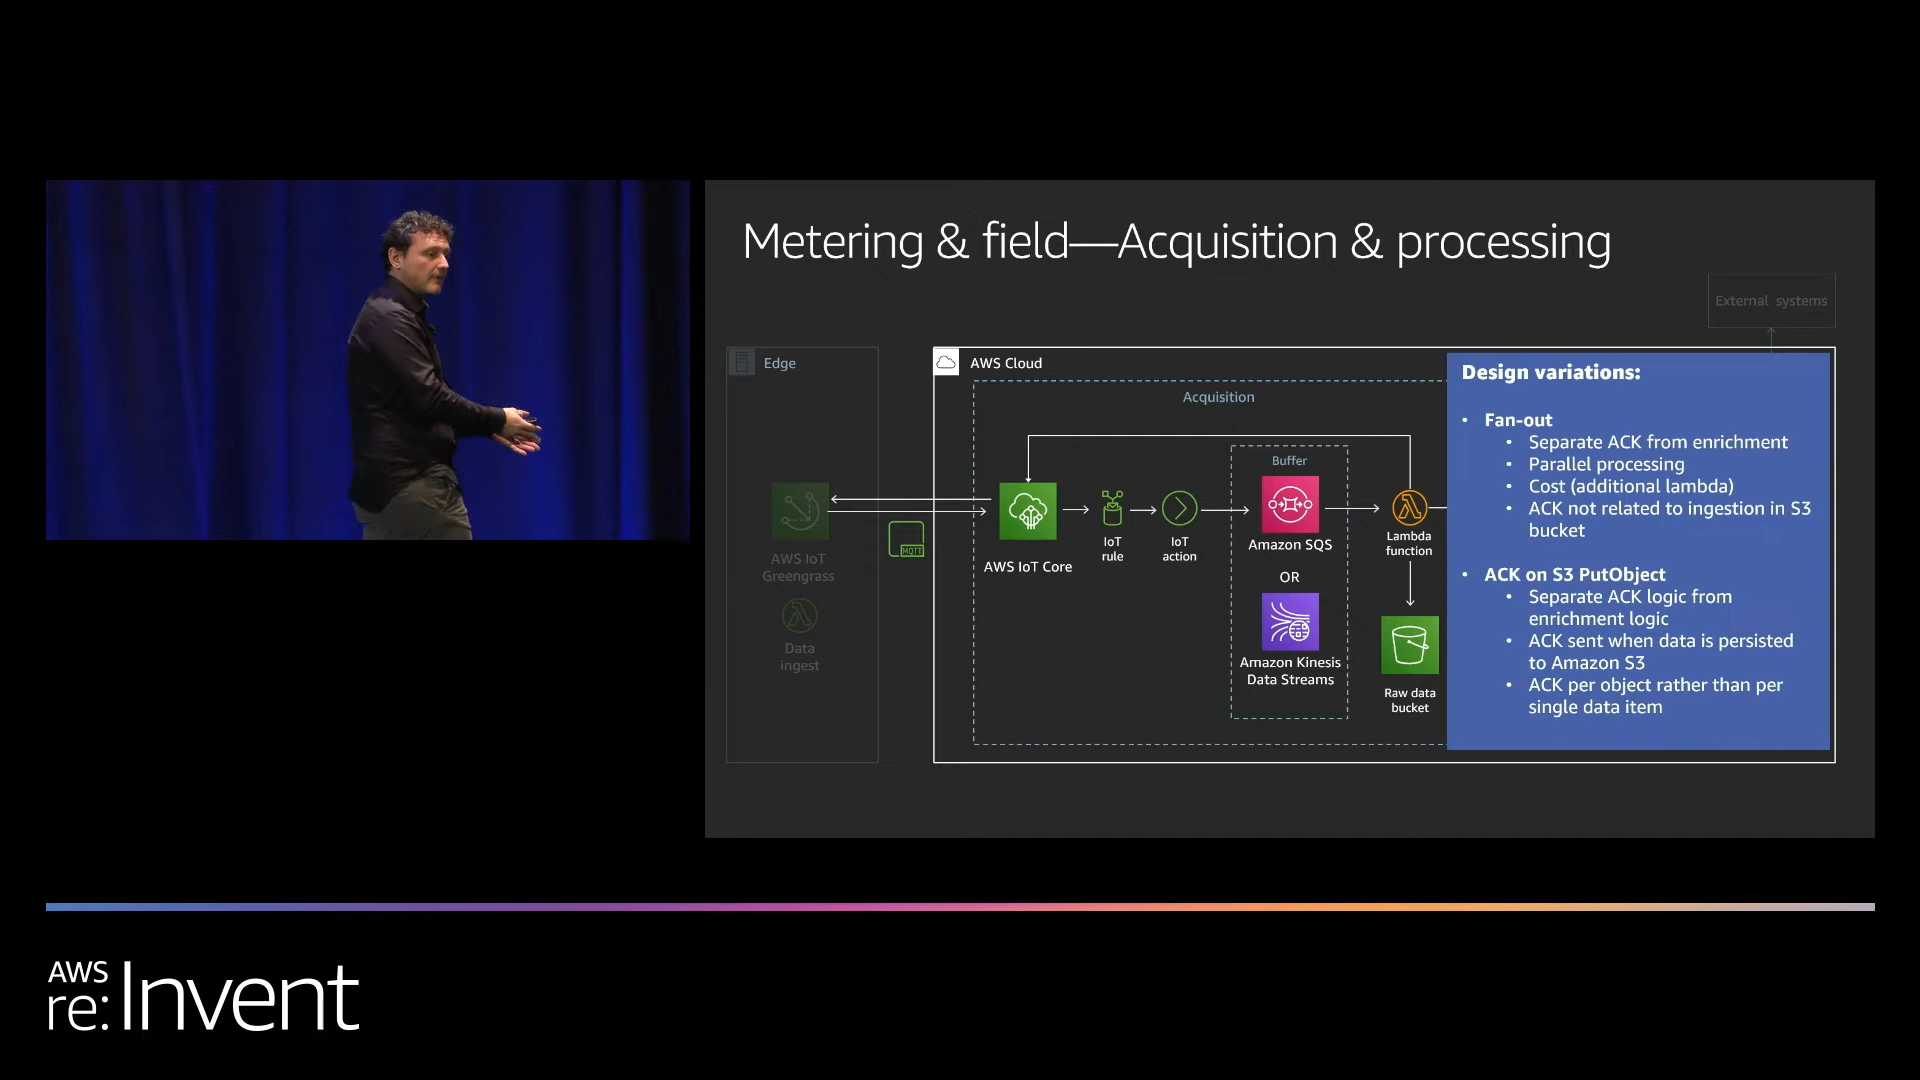 Metering & field—Acquisition & processing
External systems
Edge
AWS Cloud
Design variations:
Acquisition
• Fan-out
• Separate ACK from enrichment
• Parallel processing
• Cost (additional lambda)
• ACK not related to ingestion in S3
bucket
• ACK on S3 PutObject
• Separate ACK logic from
enrichment logic
• ACK sent when data is persisted
to Amazon S3
• ACK per object rather than per
single data item
Buffer
MQTT
AWS IoT
Greengrass
Data
ingest
AWS IoT Core
IoT
rule
IoT
action
Amazon SQS
OR
Amazon Kinesis
Data Streams
Lambda
function
Raw data
bucket
AWS
re:Invent